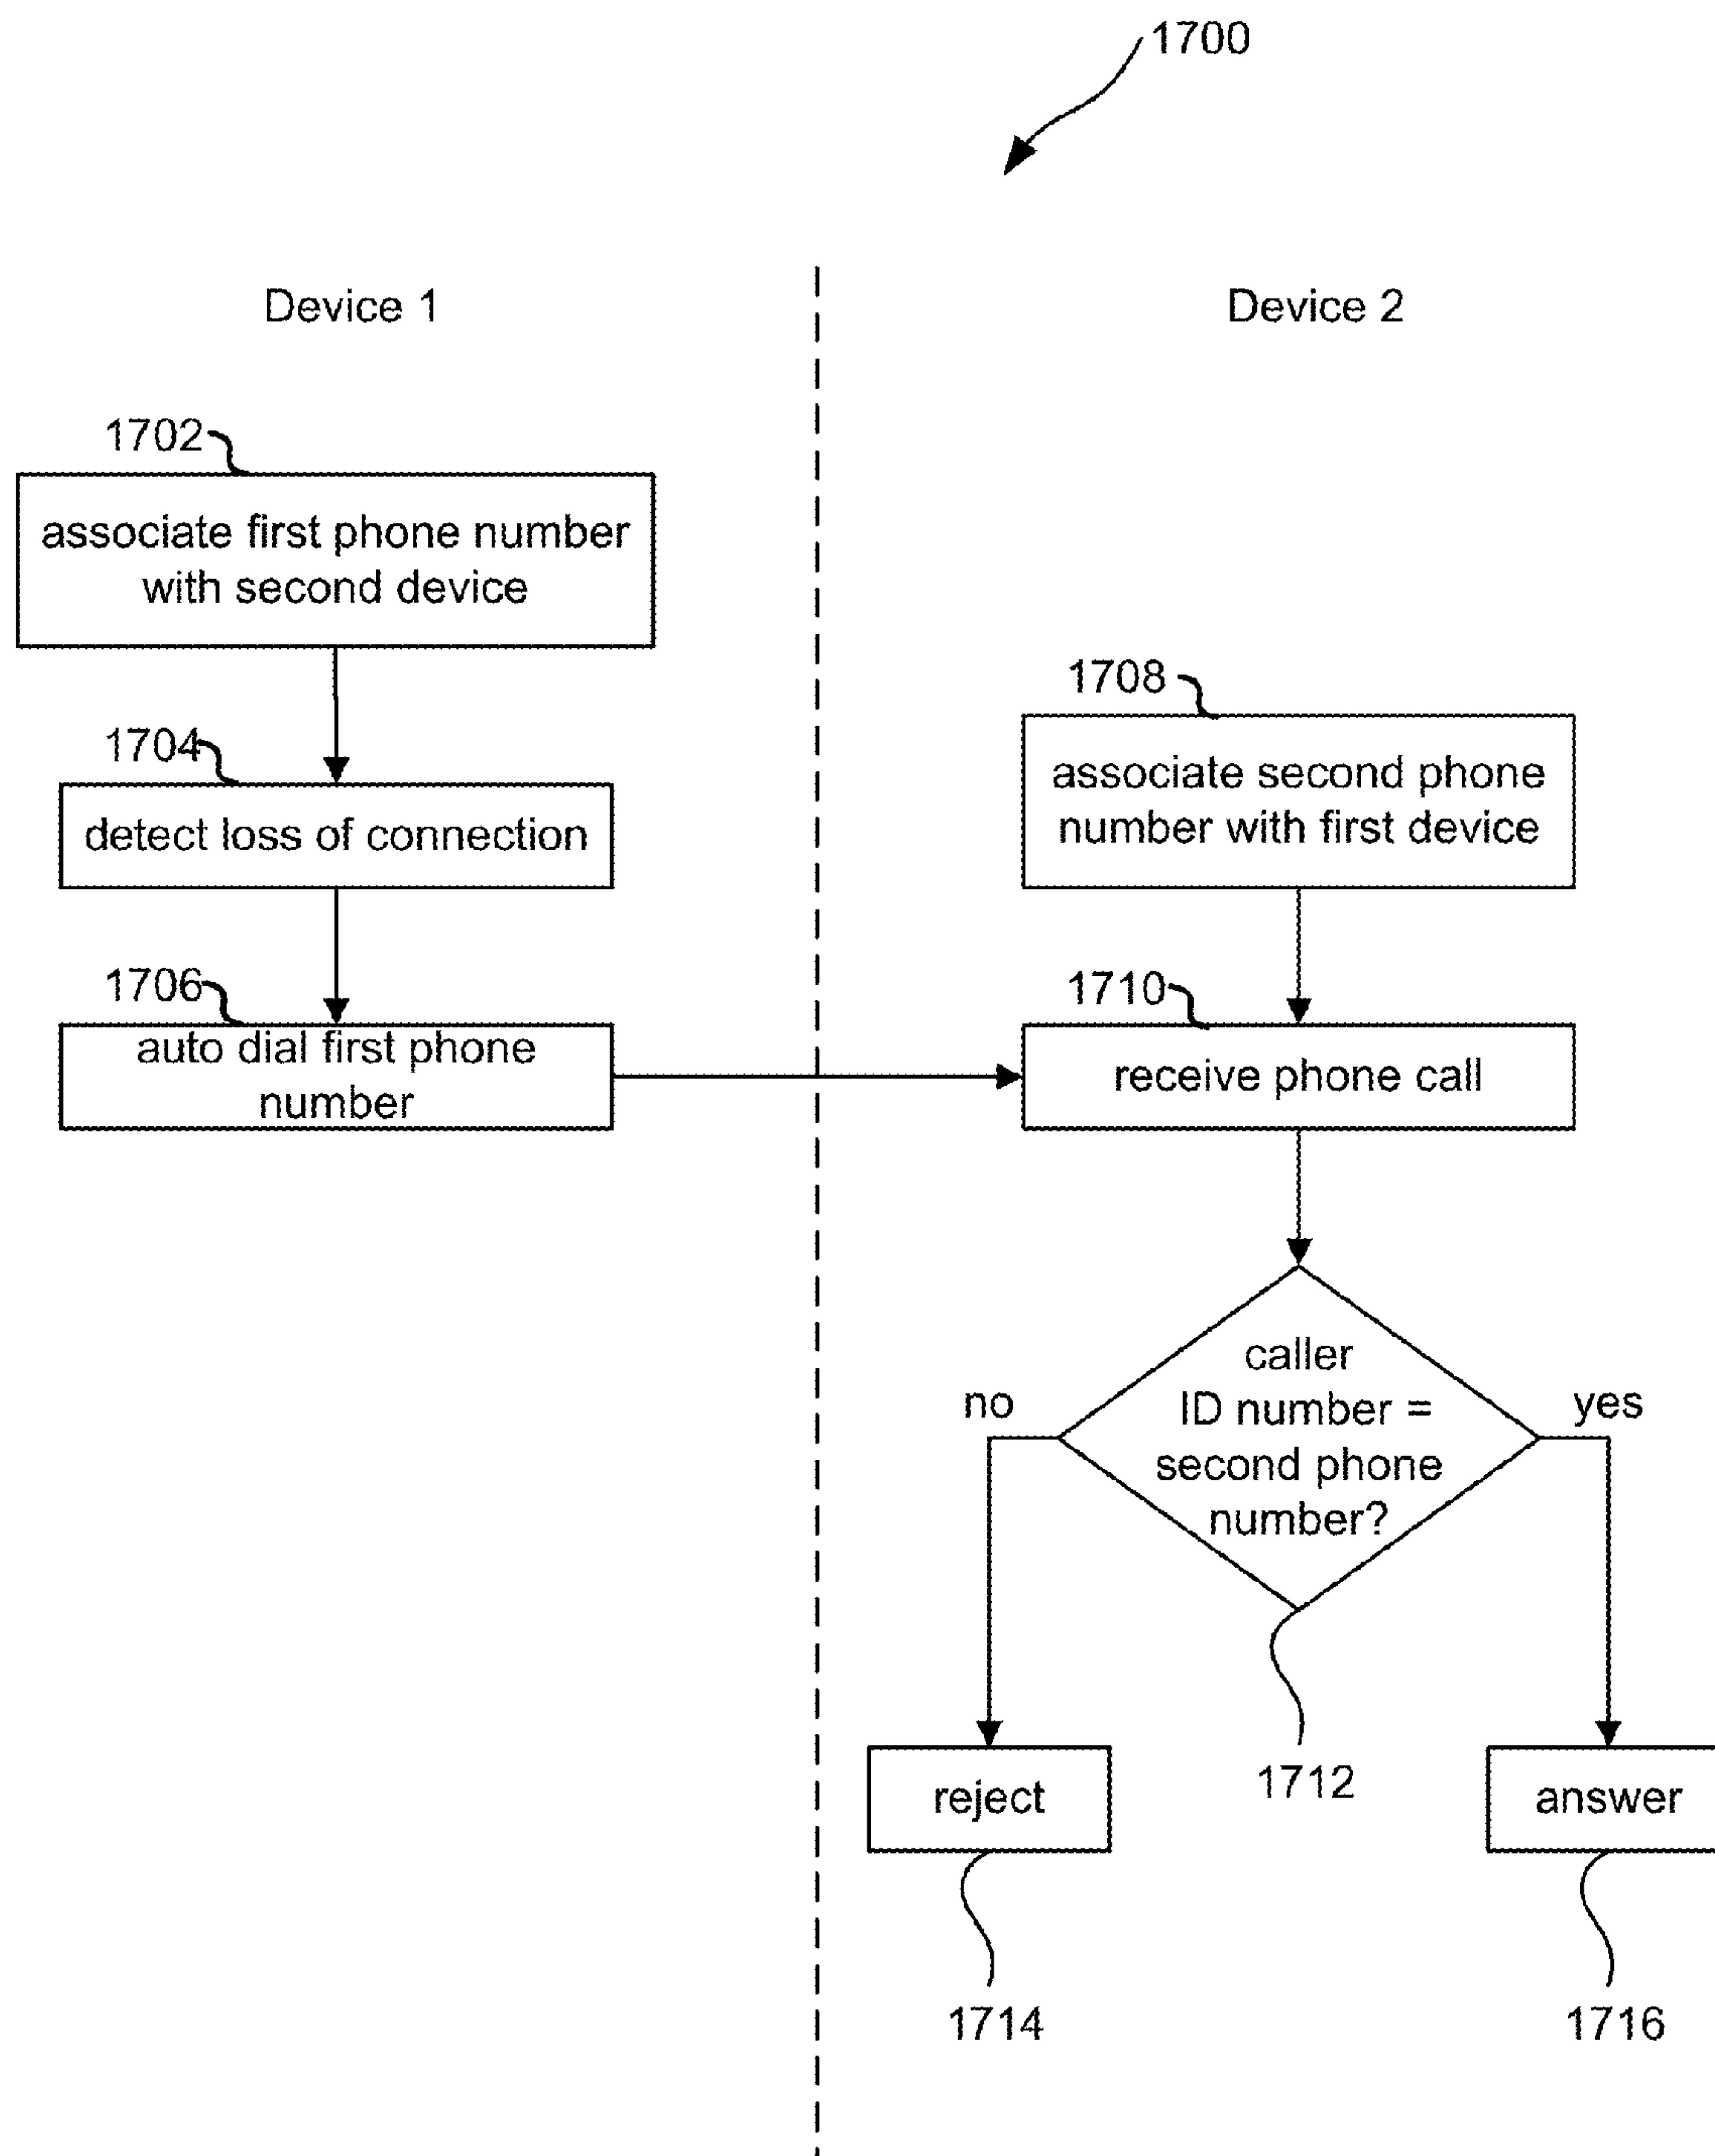 1700
Device 1
Device 2
1702
associate first phone number
with second device
1704
detect loss of connection
1706
auto dial first phone
number
1708
associate second phone
number with first device
1710
receive phone call
caller
ID number =
second phone
number?
no
yes
1712
reject
answer
1714
1716